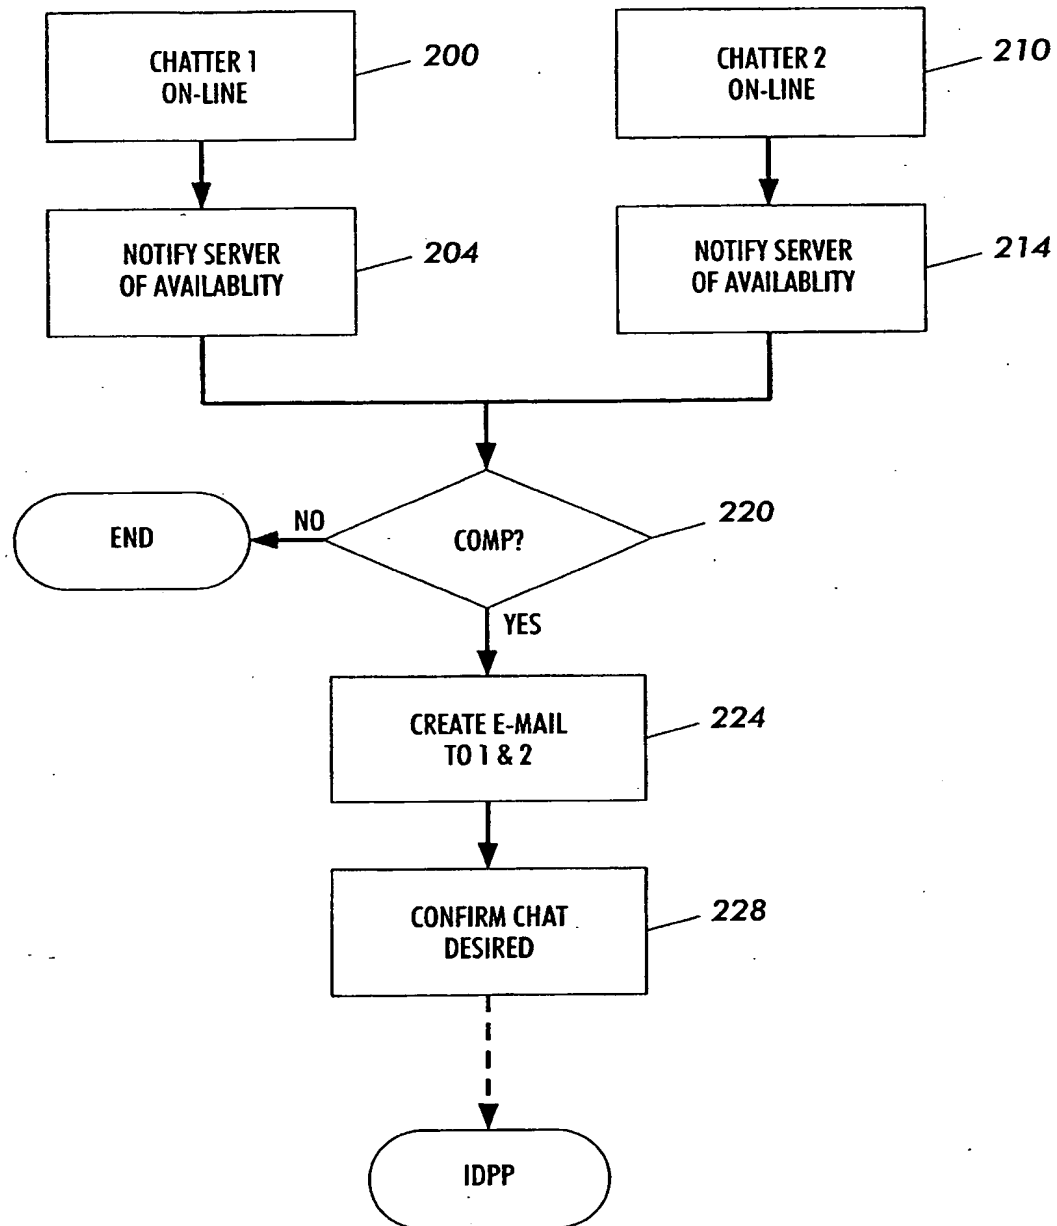 CHATTER 1
ON-LINE
200
CHATTER 2
ON-LINE
210
NOTIFY SERVER
OF AVAILABLITY
204
NOTIFY SERVER
OF AVAILABLITY
214
COMP?
220
NO
END
YES
CREATE E-MAIL
TO 1 & 2
224
CONFIRM CHAT
DESIRED
228
IDPP